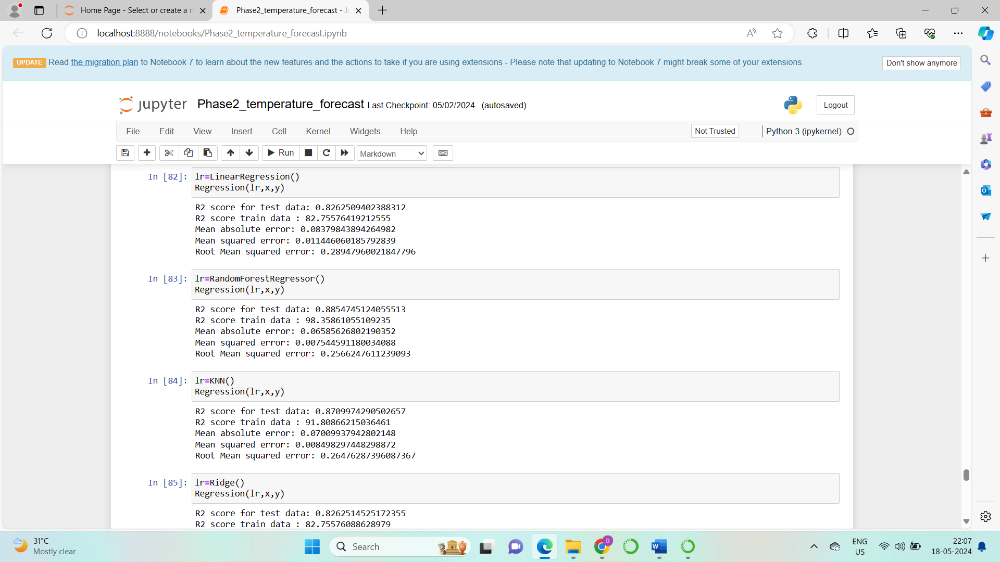 Home Page - Select or create a n
Phase2_temperature_forecast - Ju
localhost:8888/notebooks/Phase2_temperature_forecast.ipynb
UPDATE Read the migration plan to Notebook 7 to learn about the new features and the actions to take if you are using extensions - Please note that updating to Notebook 7 might break some of your extensions.
Don't show anymore
jupyter Phase2_temperature_forecast Last Checkpoint: 05/02/2024 (autosaved)
Logout
File Edit View Insert Cell Kernel Widgets Help
Not Trusted
Python 3 (ipykernel)
Run
Markdown
In [82]: lr=LinearRegression()
Regression(lr,x,y)
R2 score for test data: 0.8262509402388312
R2 score train data : 82.75576419212555
Mean absolute error: 0.08379843894264982
Mean squared error: 0.011446060185792839
Root Mean squared error: 0.28947960021847796
In [83]: lr=RandomForestRegressor()
Regression(lr,x,y)
R2 score for test data: 0.8854745124055513
R2 score train data : 98.35861055109235
Mean absolute error: 0.06585626802190352
Mean squared error: 0.007544591180034088
Root Mean squared error: 0.2566247611239093
In [84]: lr=KNN()
Regression(lr,x,y)
R2 score for test data: 0.8709974290502657
R2 score train data : 91.80866215036461
Mean absolute error: 0.07009937942802148
Mean squared error: 0.008498297448298872
Root Mean squared error: 0.26476287396087367
In [85]: lr=Ridge()
Regression(lr,x,y)
R2 score for test data: 0.8262514525172355
R2 score train data : 82.75576088628979
31°C
Mostly clear
Search
D
ENG
US
22:07
18-05-2024